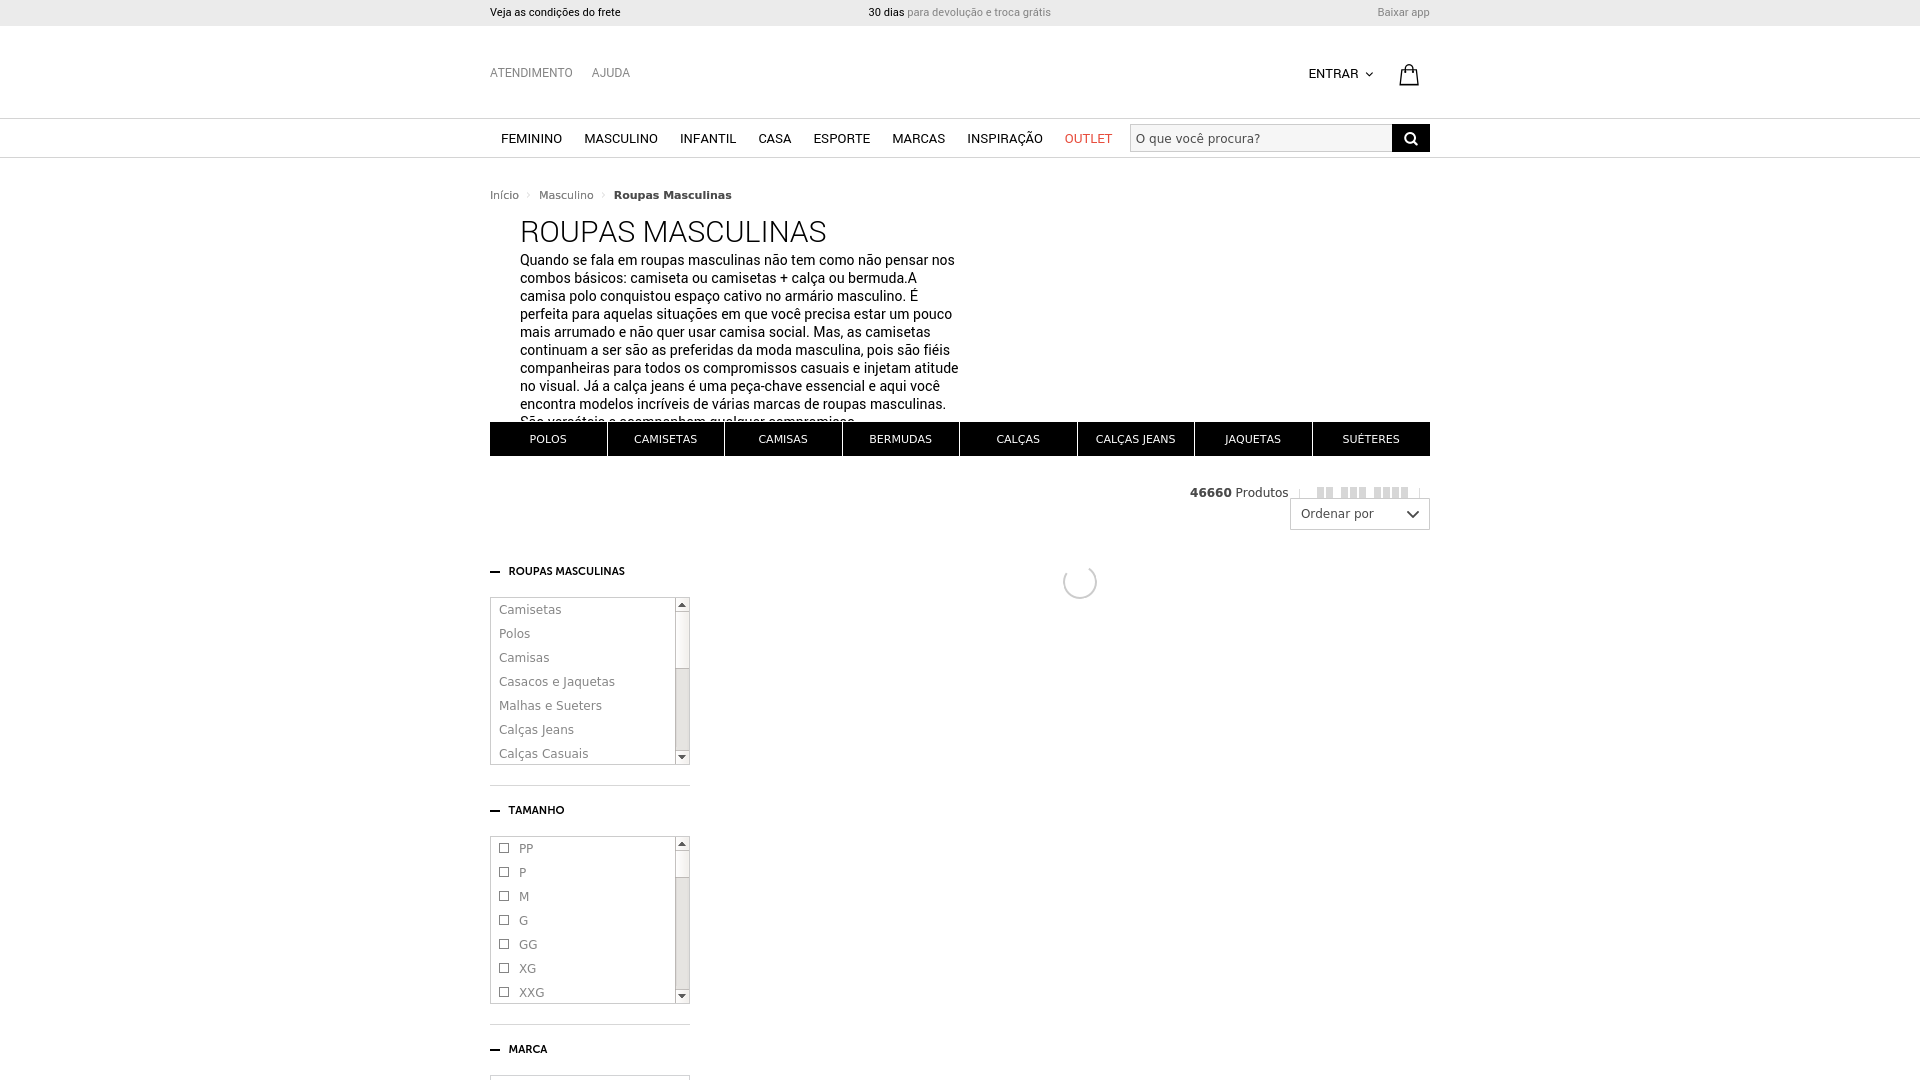 Veja as condições do frete
30 dias para devolução e troca grátis
Baixar app
ATENDIMENTO AJUDA
ENTRAR
FEMININO MASCULINO INFANTIL CASA ESPORTE MARCAS INSPIRAÇÃO OUTLET O que você procura?
Início Masculino Roupas Masculinas
ROUPAS MASCULINAS
Quando se fala em roupas masculinas não tem como não pensar nos
combos básicos: camiseta ou camisetas + calça ou bermuda.A
camisa polo conquistou espaço cativo no armário masculino. É
perfeita para aquelas situações em que você precisa estar um pouco
mais arrumado e não quer usar camisa social. Mas, as camisetas
continuam a ser são as preferidas da moda masculina, pois são fiéis
companheiras para todos os compromissos casuais e injetam atitude
no visual. Já a calça jeans é uma peça-chave essencial e aqui você
encontra modelos incríveis de várias marcas de roupas masculinas.
POLOS CAMISETAS CAMISAS BERMUDAS CALÇAS CALÇAS JEANS JAQUETAS SUÉTERES
46660 Produtos
Ordenar por
ROUPAS MASCULINAS
Camisetas
Polos
Camisas
Casacos e Jaquetas
Malhas e Sueters
Calças Jeans
Calças Casuais
TAMANHO
PP
P
M
G
GG
XG
XXG
MARCA